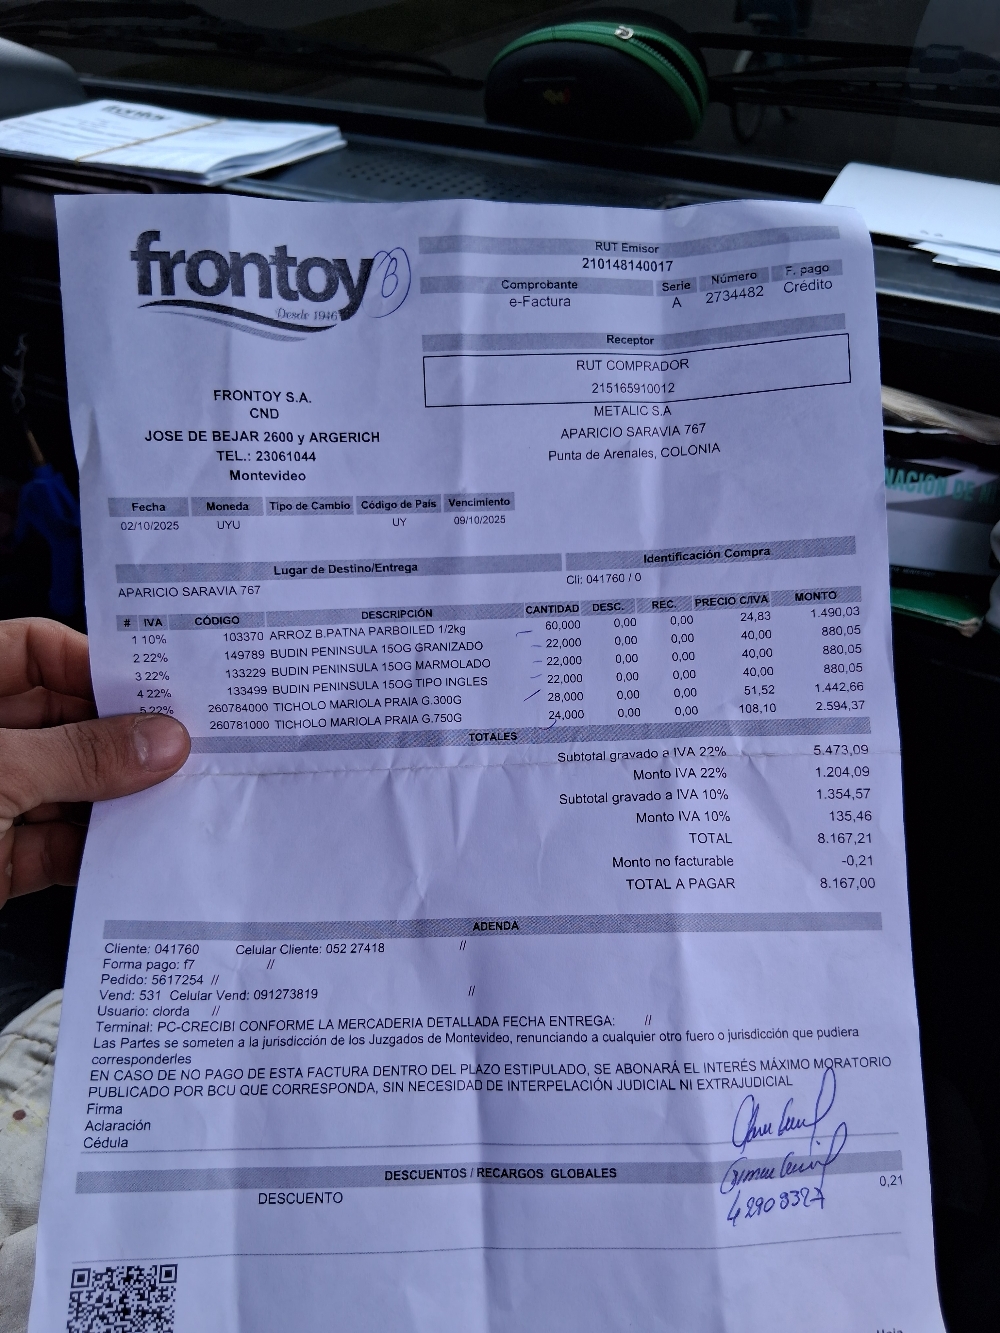 frontoy
frontoy
Desde 1946
B
RUT Emisor
210148140017
Comprobante Serie Número F. pago
e-Factura A 2734482 Crédito
Receptor
RUT COMPRADOR
215165910012
METALIC S.A
APARICIO SARAVIA 767
Punta de Arenales, COLONIA
FRONTOY S.A.
CND
JOSE DE BEJAR 2600 y ARGERICH
TEL.: 23061044
Montevideo
Fecha Moneda Tipo de Cambio Código de País Vencimiento
02/10/2025 UYU UY 09/10/2025
Lugar de Destino/Entrega Identificación Compra
APARICIO SARAVIA 767 Cli: 041760 / 0
# IVA CÓDIGO DESCRIPCIÓN CANTIDAD DESC. REC. PRECIO C/IVA MONTO
1 10% 103370 ARROZ B.PATNA PARBOILED 1/2kg 60,000 0,00 0,00 24,83 1.490,03
2 22% 149789 BUDIN PENINSULA 15OG GRANIZADO 22,000 0,00 0,00 40,00 880,05
3 22% 133229 BUDIN PENINSULA 15OG MARMOLADO 22,000 0,00 0,00 40,00 880,05
4 22% 133499 BUDIN PENINSULA 15OG TIPO INGLES 22,000 0,00 0,00 40,00 880,05
5 22% 260784000 TICHOLO MARIOLA PRAIA G.300G 28,000 0,00 0,00 51,52 1.442,66
260781000 TICHOLO MARIOLA PRAIA G.750G 24,000 0,00 0,00 108,10 2.594,37
TOTALES
Subtotal gravado a IVA 22% 5.473,09
Monto IVA 22% 1.204,09
Subtotal gravado a IVA 10% 1.354,57
Monto IVA 10% 135,46
TOTAL 8.167,21
Monto no facturable -0,21
TOTAL A PAGAR 8.167,00
ADENDA
Cliente: 041760 Celular Cliente: 052 27418 //
Forma pago: f7 //
Pedido: 5617254 //
Vend: 531 Celular Vend: 091273819 //
Usuario: clorda //
Terminal: PC-CRECIBI CONFORME LA MERCADERIA DETALLADA FECHA ENTREGA: //
Las Partes se someten a la jurisdicción de los Juzgados de Montevideo, renunciando a cualquier otro fuero o jurisdicción que pudiera
corresponderles
EN CASO DE NO PAGO DE ESTA FACTURA DENTRO DEL PLAZO ESTIPULADO, SE ABONARÁ EL INTERÉS MÁXIMO MORATORIO
PUBLICADO POR BCU QUE CORRESPONDA, SIN NECESIDAD DE INTERPELACIÓN JUDICIAL NI EXTRAJUDICIAL
Firma
Aclaración
Cédula
DESCUENTOS / RECARGOS GLOBALES
DESCUENTO 0,21